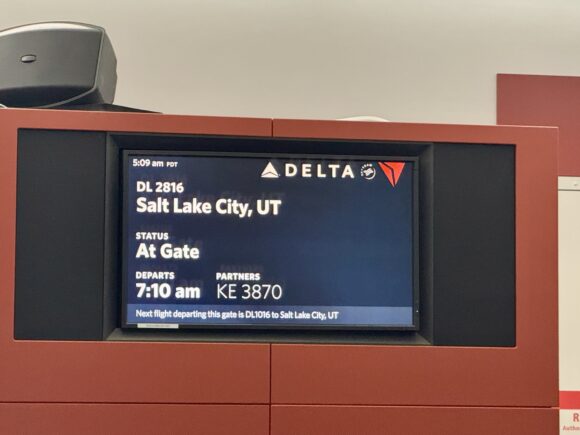 5:09 am PDT
DELTA
DL 2816
Salt Lake City, UT
STATUS
At Gate
DEPARTS
PARTNERS
7:10 am
KE 3870
Next flight departing this gate is DL1016 to Salt Lake City, UT